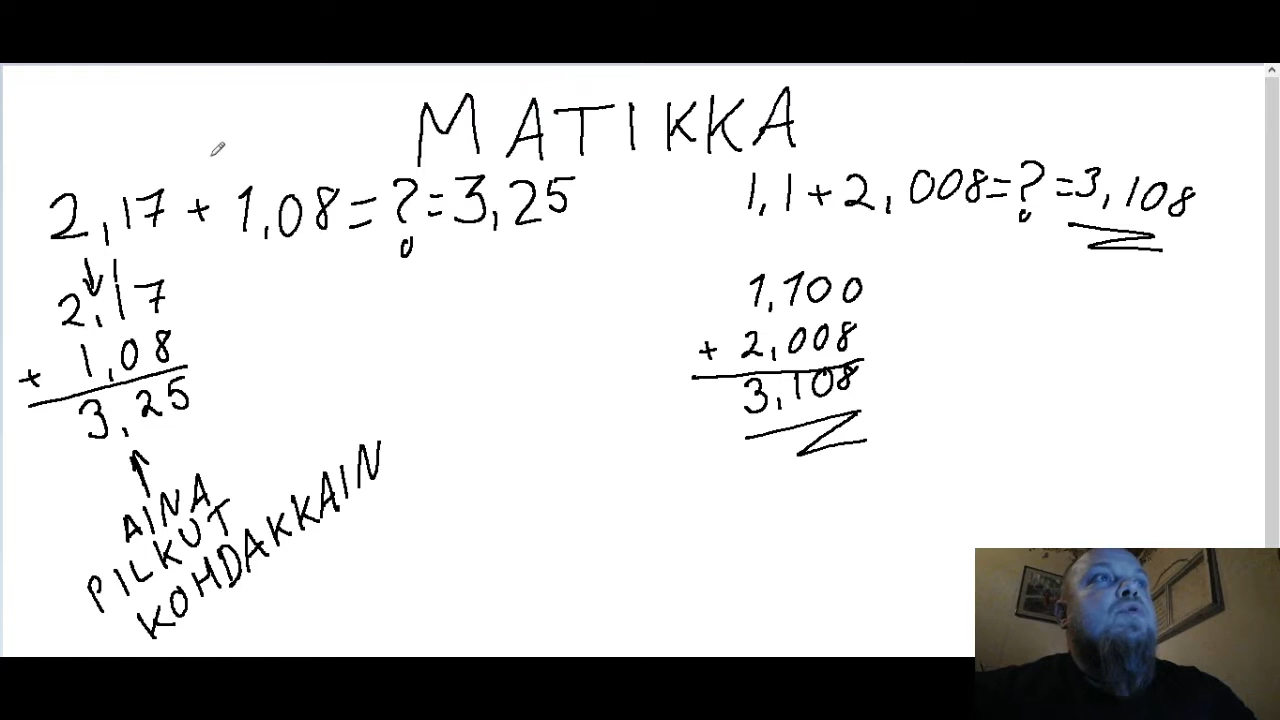 MATIKKA
2,17 + 1,08 = ? = 3,25
2,17
+ 1,08
3,25
AINA
PILKUT
KOHDAKKAIN
1,1 + 2,008 = ? = 3,108
1,100
+ 2,008
3,108